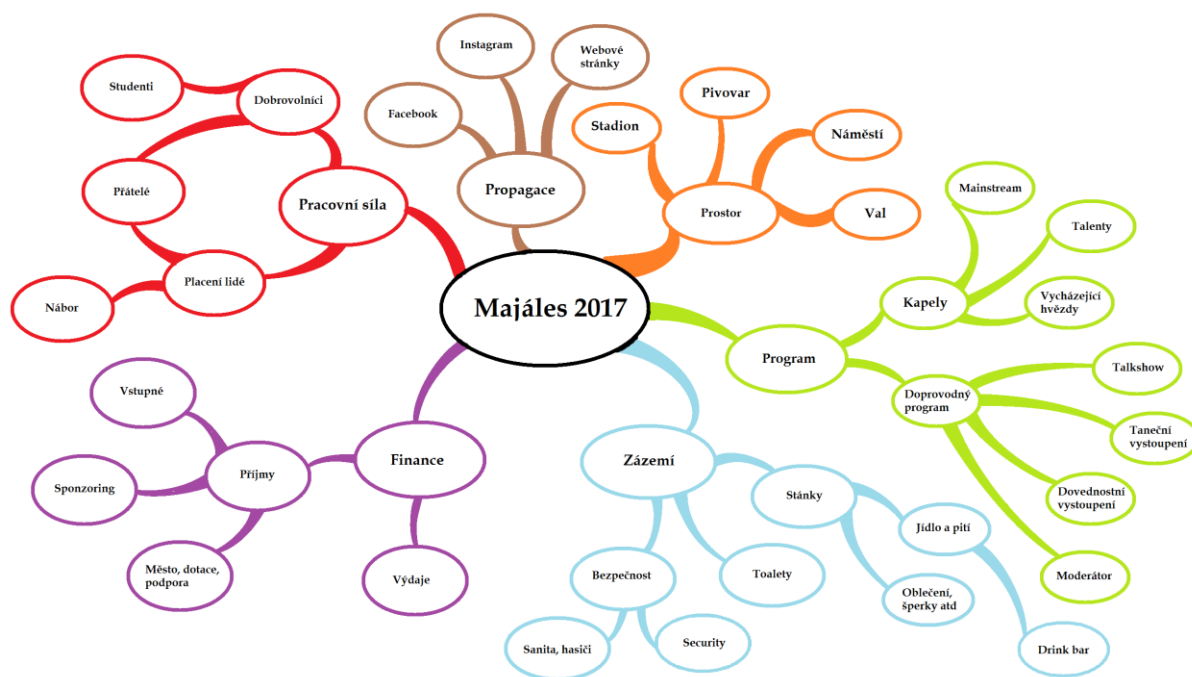 Majáles 2017
Pracovní síla
Dobrovolníci
Studenti
Přátelé
Placení lidé
Nábor
Propagace
Facebook
Instagram
Webové
stránky
Prostor
Stadion
Pivovar
Náměstí
Val
Program
Kapely
Mainstream
Talenty
Vycházející
hvězdy
Doprovodný
program
Talkshow
Taneční
vystoupení
Dovednostní
vystoupení
Moderátor
Zázemí
Stánky
Jídlo a pití
Drink bar
Oblečení,
šperky atd
Toalety
Bezpečnost
Sanita, hasiči
Security
Finance
Příjmy
Vstupné
Sponzoring
Město, dotace,
podpora
Výdaje